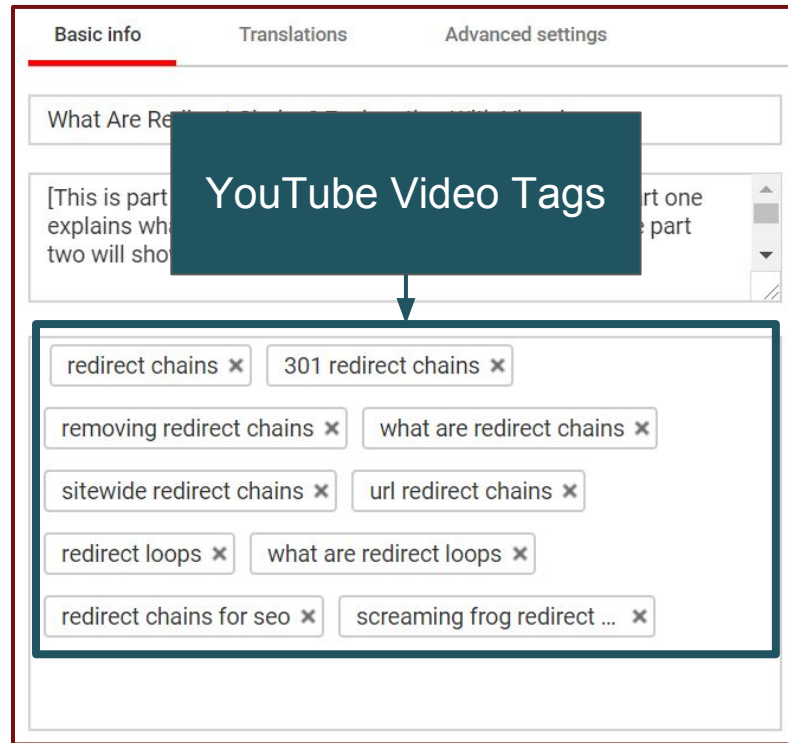 Basic info Translations Advanced settings
What Are Re
YouTube Video Tags
[This is part rt one
explains wha part
two will sho
redirect chains × 301 redirect chains ×
removing redirect chains × what are redirect chains ×
sitewide redirect chains × url redirect chains ×
redirect loops × what are redirect loops ×
redirect chains for seo × screaming frog redirect ... ×